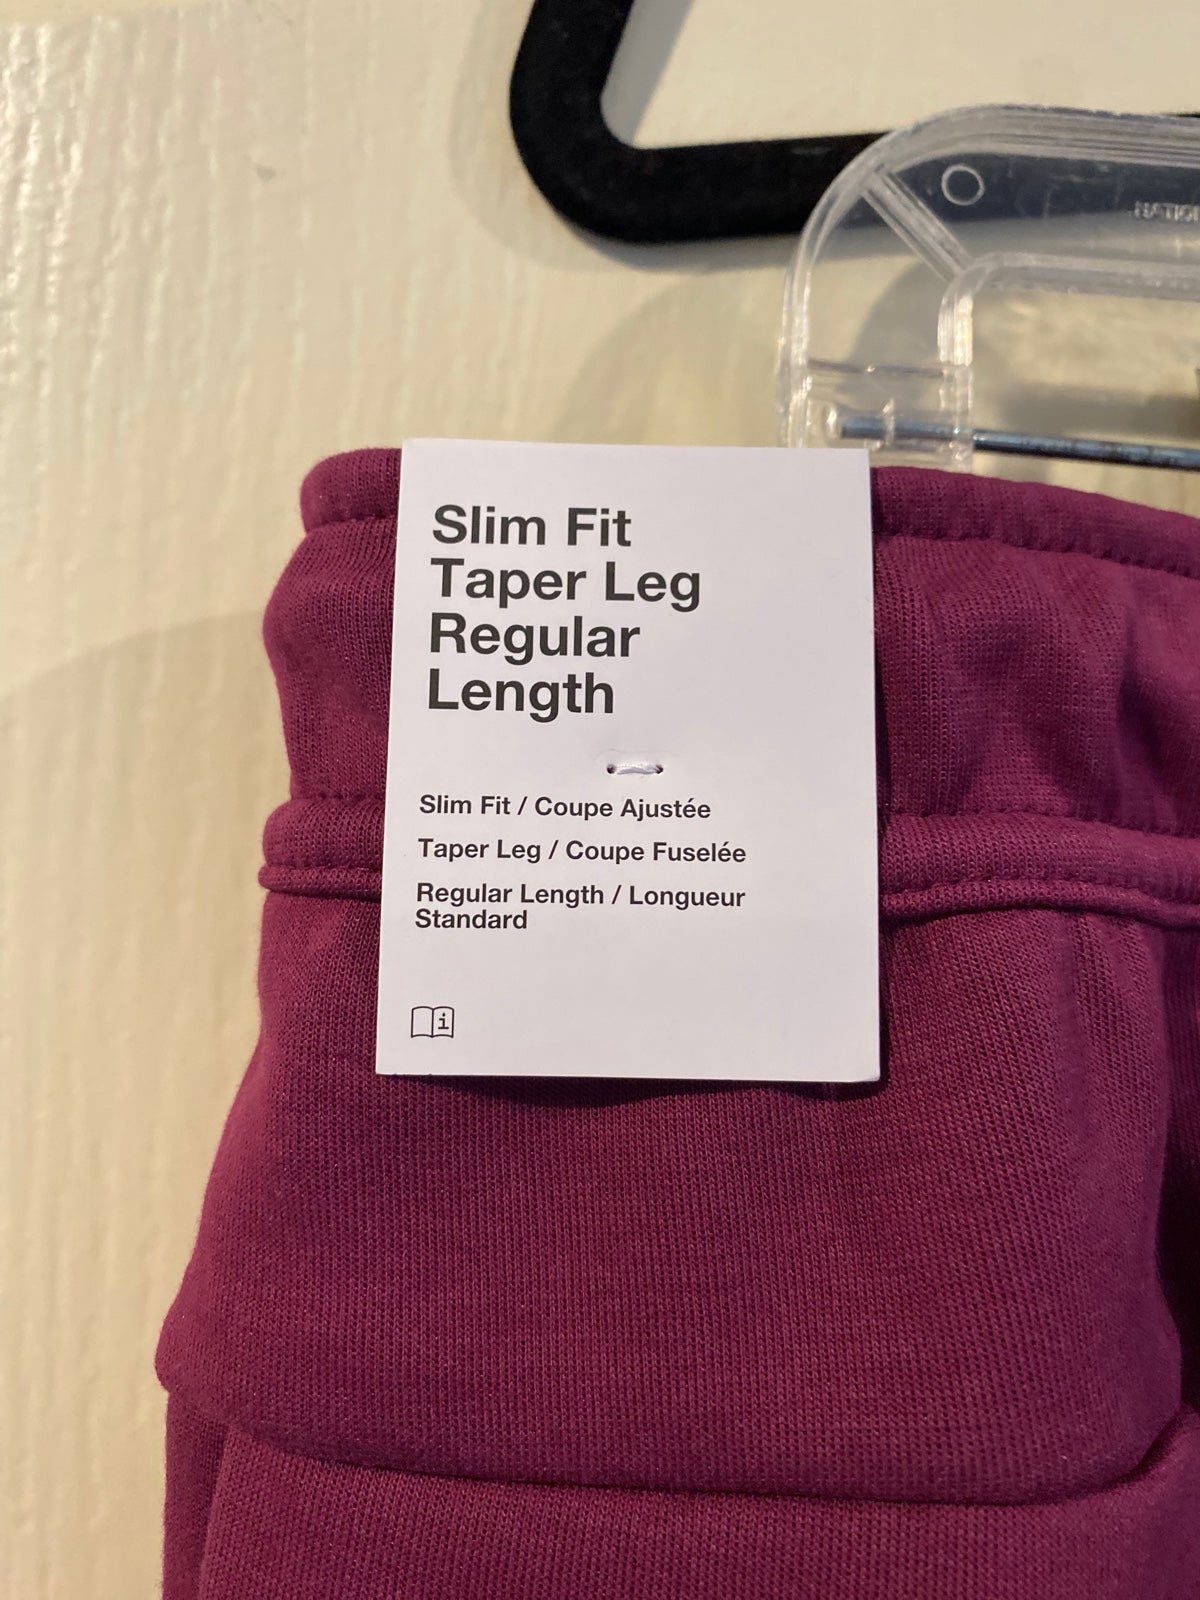 Slim Fit
Taper Leg
Regular
Length
Slim Fit / Coupe Ajustée
Taper Leg / Coupe Fuselée
Regular Length / Longueur
Standard
i